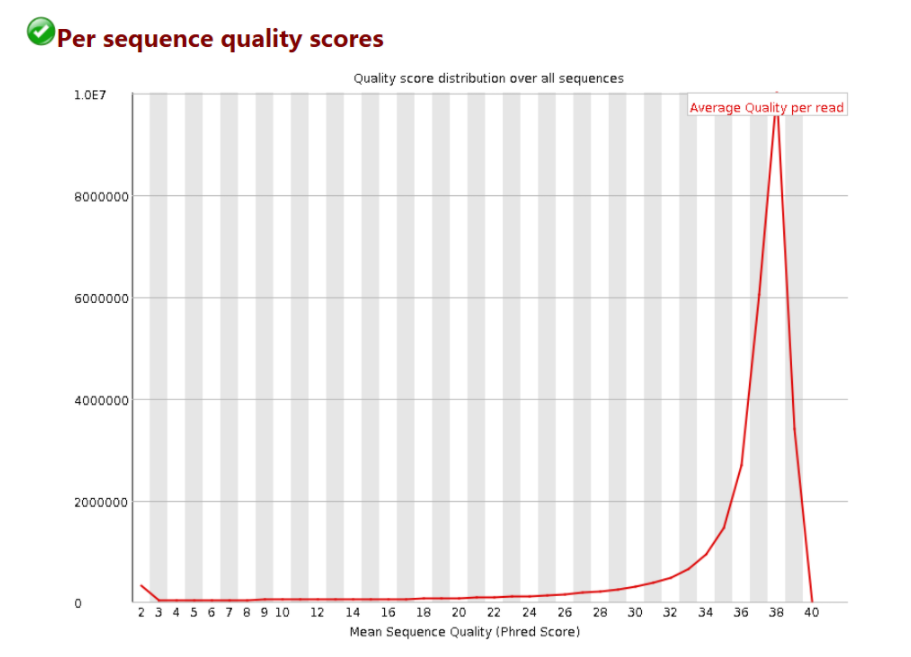 Per sequence quality scores
Quality score distribution over all sequences
1.0E7
Average Quality per read
8000000
6000000
4000000
2000000
0
2 3 4 5 6 7 8 9 10 12 14 16 18 20 22 24 26 28 30 32 34 36 38 40
Mean Sequence Quality (Phred Score)